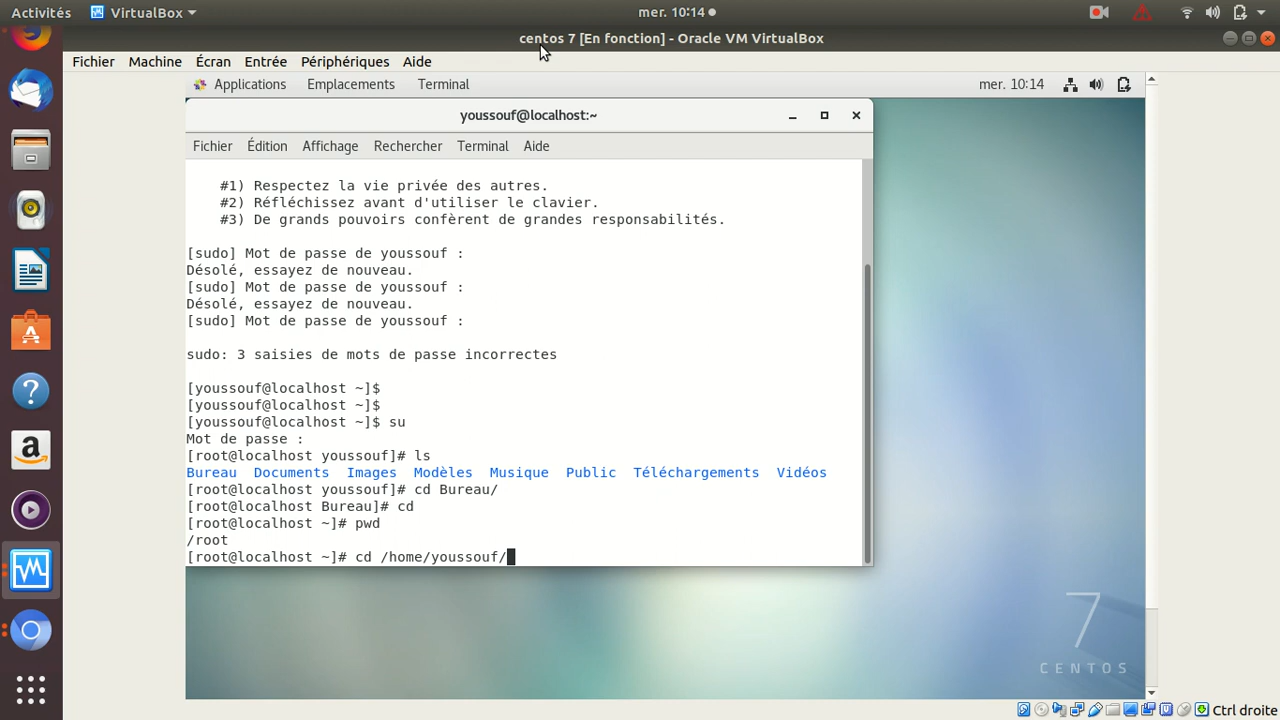 Activités VirtualBox mer. 10:14
centos 7 [En fonction] - Oracle VM VirtualBox
Fichier Machine Écran Entrée Périphériques Aide
Applications Emplacements Terminal mer. 10:14
youssouf@localhost:~
Fichier Édition Affichage Rechercher Terminal Aide
#1) Respectez la vie privée des autres.
#2) Réfléchissez avant d'utiliser le clavier.
#3) De grands pouvoirs confèrent de grandes responsabilités.
[sudo] Mot de passe de youssouf :
Désolé, essayez de nouveau.
[sudo] Mot de passe de youssouf :
Désolé, essayez de nouveau.
[sudo] Mot de passe de youssouf :
sudo: 3 saisies de mots de passe incorrectes
[youssouf@localhost ~]$
[youssouf@localhost ~]$
[youssouf@localhost ~]$ su
Mot de passe :
[root@localhost youssouf]# ls
Bureau Documents Images Modèles Musique Public Téléchargements Vidéos
[root@localhost youssouf]# cd Bureau/
[root@localhost Bureau]# cd
[root@localhost ~]# pwd
/root
[root@localhost ~]# cd /home/youssouf/
7
CENTOS
Ctrl droite